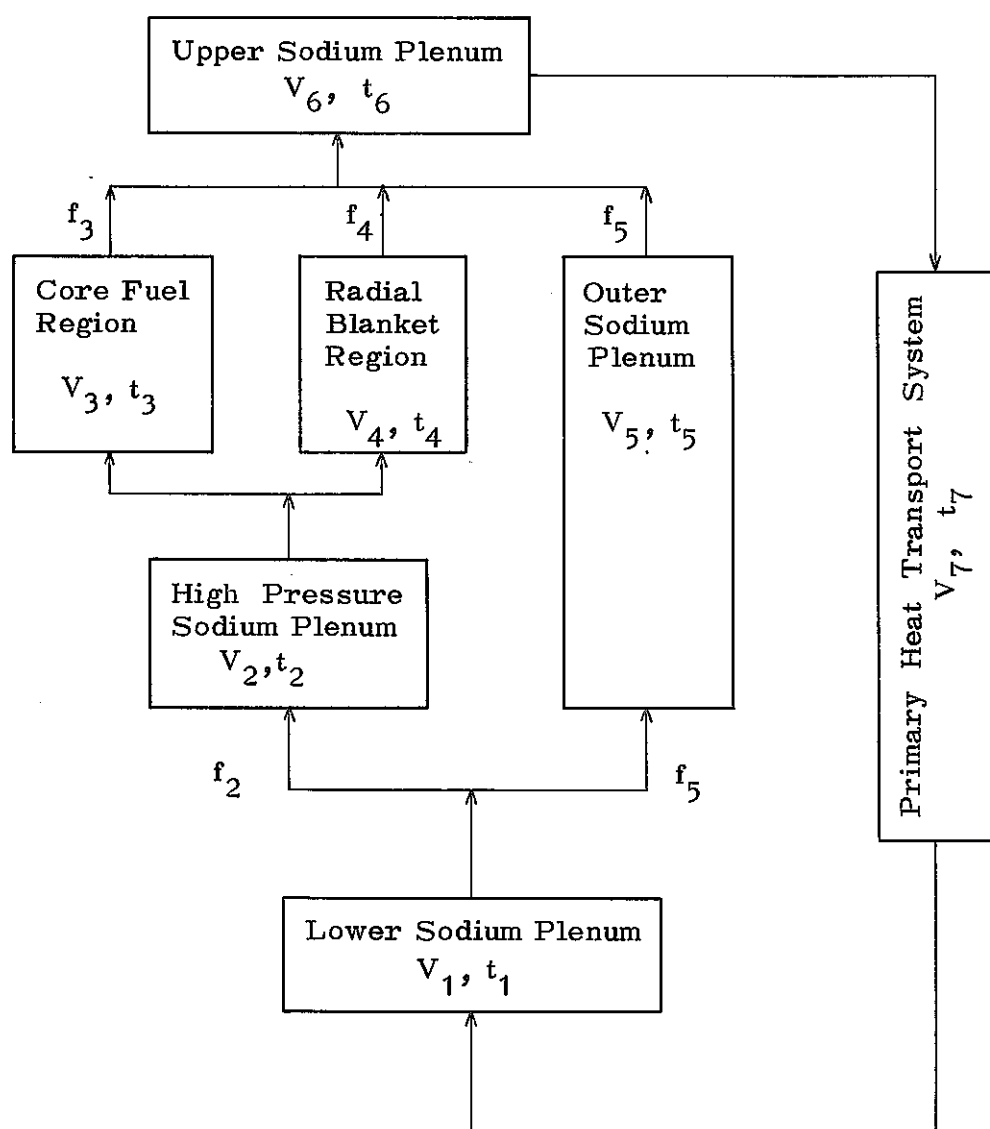 Upper Sodium Plenum
V6, t6
f3
f4
f5
Core Fuel
Region
V3, t3
Radial
Blanket
Region
V4, t4
Outer
Sodium
Plenum
V5, t5
Primary Heat Transport System
V7, t7
High Pressure
Sodium Plenum
V2,t2
f2
f5
Lower Sodium Plenum
V1, t1